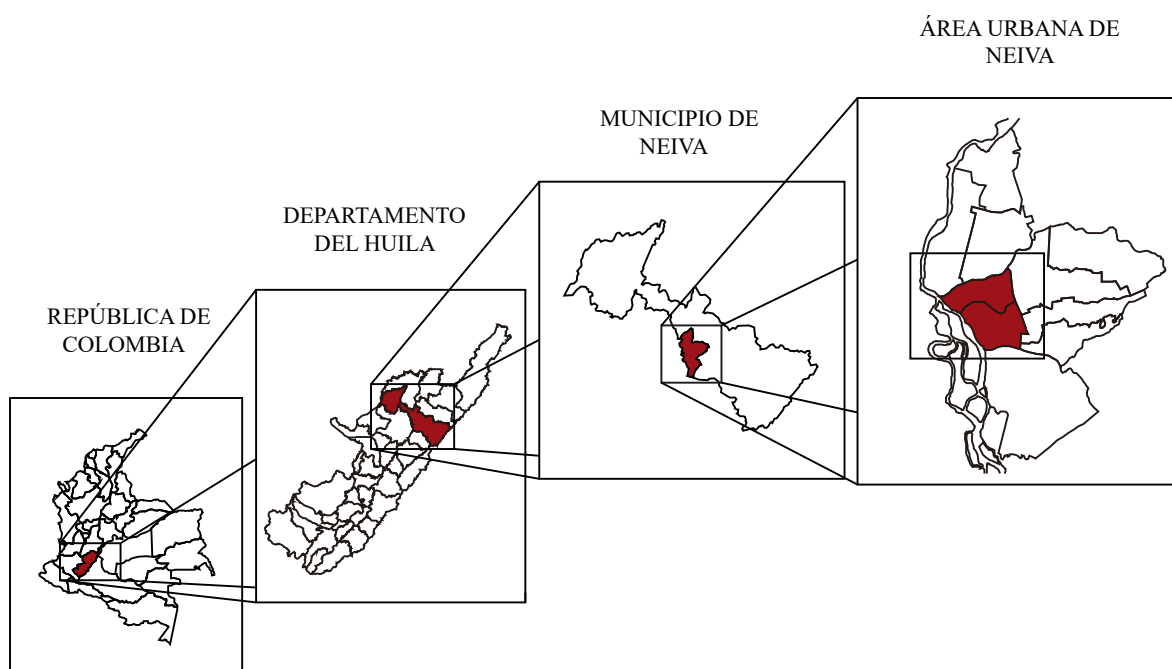 REPÚBLICA DE
COLOMBIA
DEPARTAMENTO
DEL HUILA
MUNICIPIO DE
NEIVA
ÁREA URBANA DE
NEIVA